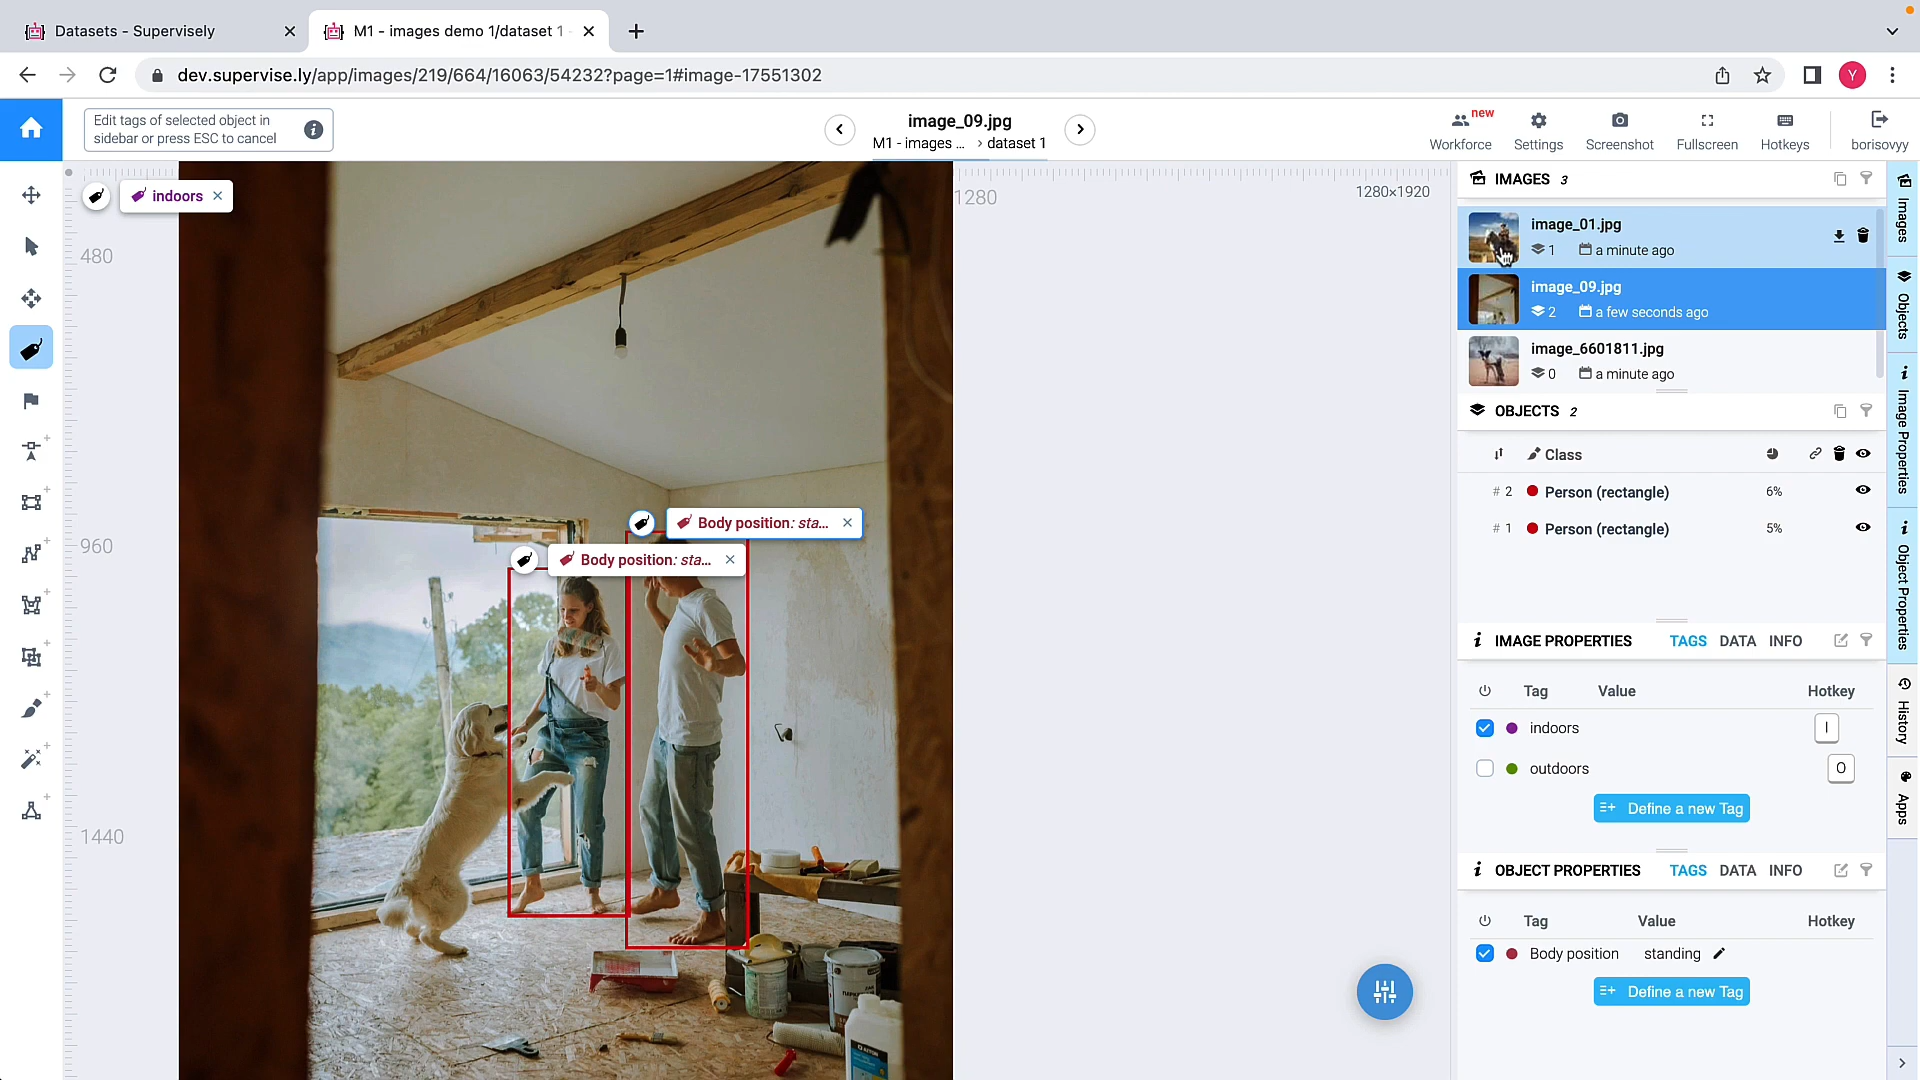 Datasets - Supervisely
M1 - images demo 1/dataset 1
dev.supervise.ly/app/images/219/664/16063/54232?page=1#image-17551302
Y
Edit tags of selected object in
sidebar or press ESC to cancel
image_09.jpg
M1 - images ... › dataset 1
new
Workforce
Settings
Screenshot
Fullscreen
Hotkeys
borisovyy
indoors
1280
1280×1920
480
960
1440
Body position: sta...
Body position: sta...
IMAGES 3
image_01.jpg
1 a minute ago
image_09.jpg
2 a few seconds ago
image_6601811.jpg
0 a minute ago
OBJECTS 2
Class
# 2 Person (rectangle) 6%
# 1 Person (rectangle) 5%
IMAGE PROPERTIES TAGS DATA INFO
Tag Value Hotkey
indoors I
outdoors O
Define a new Tag
OBJECT PROPERTIES TAGS DATA INFO
Tag Value Hotkey
Body position standing
Define a new Tag
Images
Objects
Image Properties
Object Properties
History
Apps